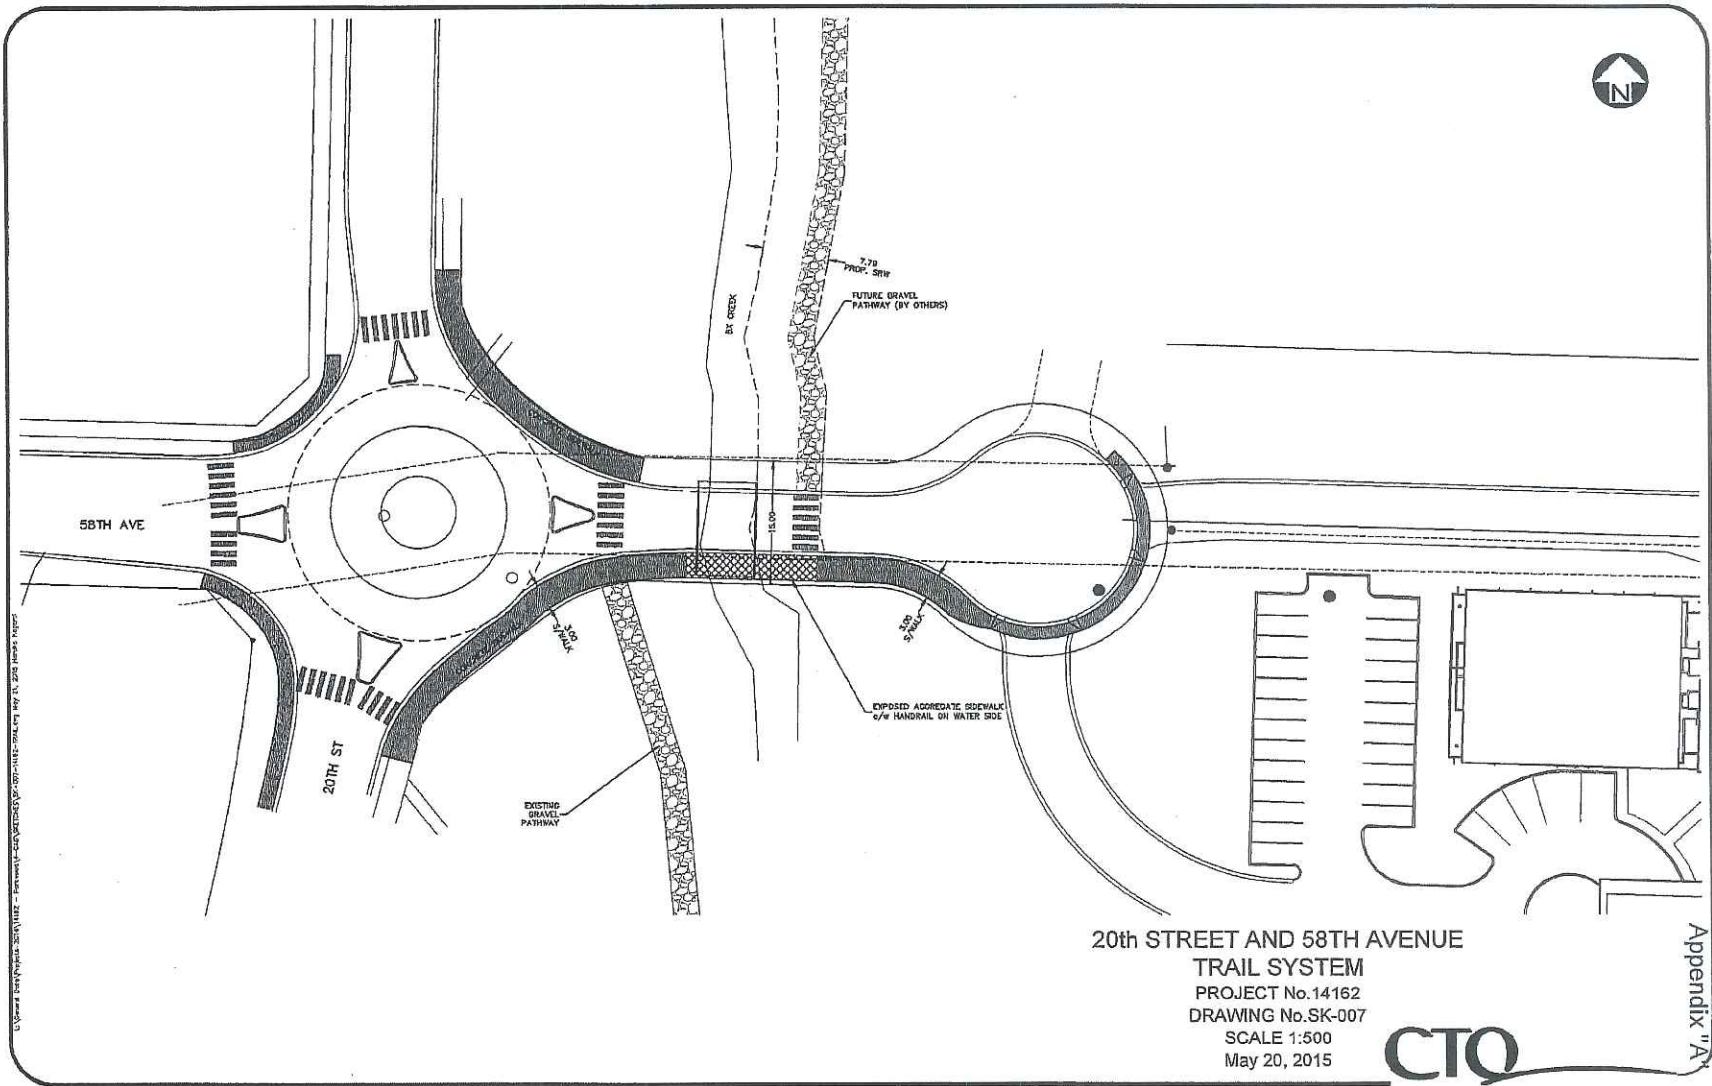 N
7.79
PROP. SRW
FUTURE GRAVEL
PATHWAY (BY OTHERS)
BX CREEK
58TH AVE
15.00
3.00
S/WALK
3.00
S/WALK
EXPOSED AGGREGATE SIDEWALK
c/w HANDRAIL ON WATER SIDE
20TH ST
EXISTING
GRAVEL
PATHWAY
20th STREET AND 58TH AVENUE
TRAIL SYSTEM
PROJECT No.14162
DRAWING No.SK-007
SCALE 1:500
May 20, 2015
CTQ
Appendix "A"